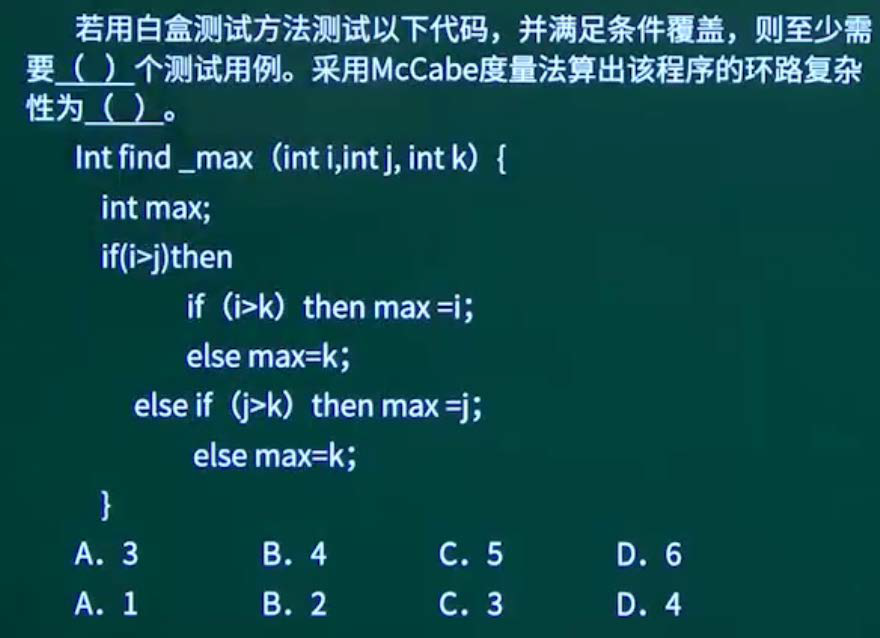 若用白盒测试方法测试以下代码，并满足条件覆盖，则至少需
要（ ）个测试用例。采用McCabe度量法算出该程序的环路复杂
性为（ ）。
Int find _max（int i,int j, int k）{
int max;
if(i>j)then
if（i>k）then max =i；
else max=k；
else if（j>k）then max =j；
else max=k；
}
A．3 B．4 C．5 D．6
A．1 B．2 C．3 D．4